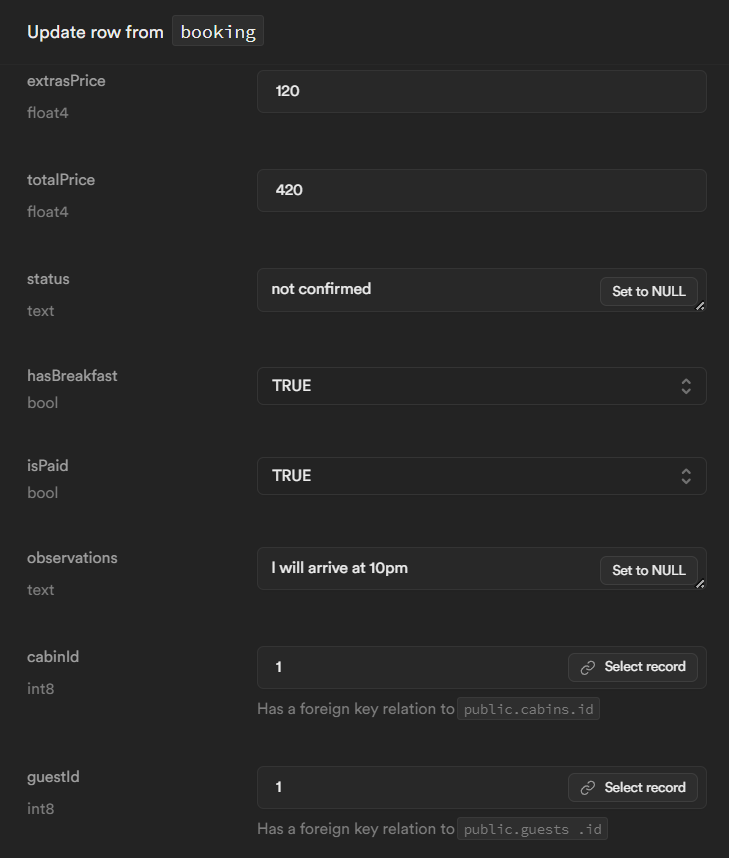 Update row from booking
extrasPrice
120
float4
totalPrice
420
float4
status
not confirmed
Set to NULL
text
hasBreakfast
TRUE
bool
isPaid
TRUE
bool
observations
I will arrive at 10pm
Set to NULL
text
cabinId
1
Select record
int8
Has a foreign key relation to public.cabins.id
guestId
1
Select record
int8
Has a foreign key relation to public.guests .id